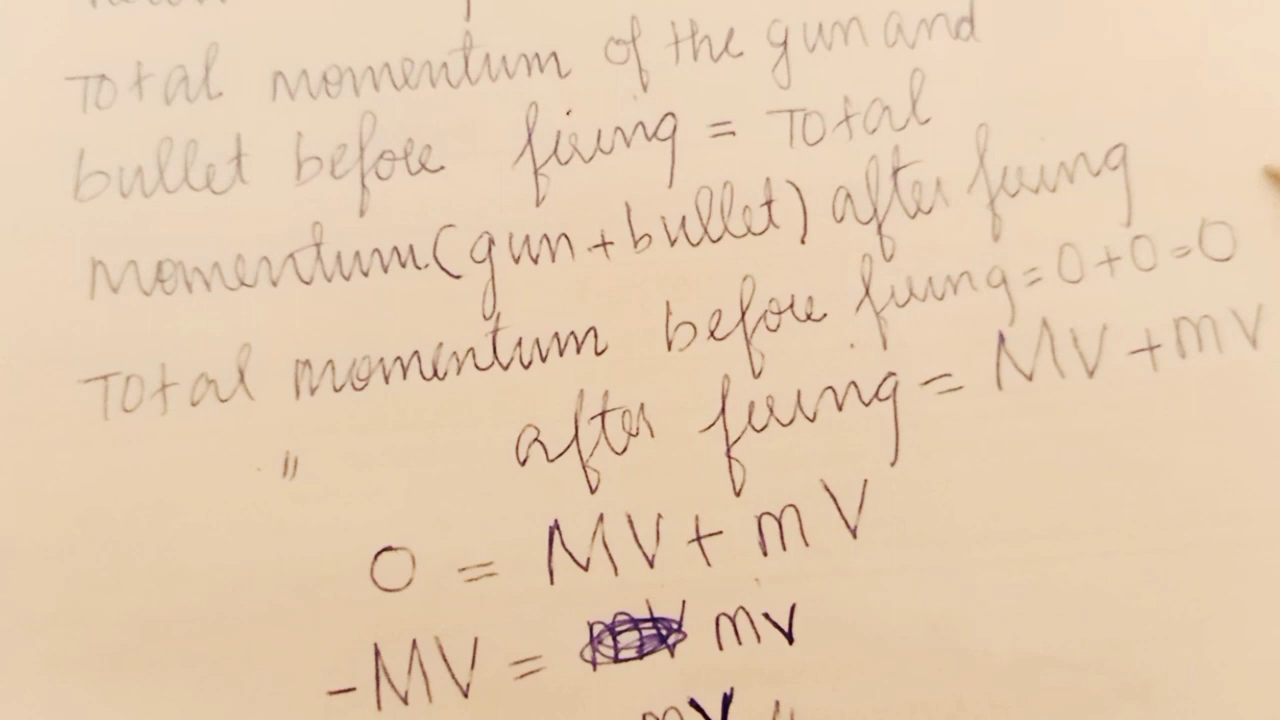 Total momentum of the gun and
bullet before firing = Total
momentum (gun + bullet) after firing
Total momentum before firing = 0+0=0
" after firing = MV + mV
0 = MV + mV
-MV = mv
mV